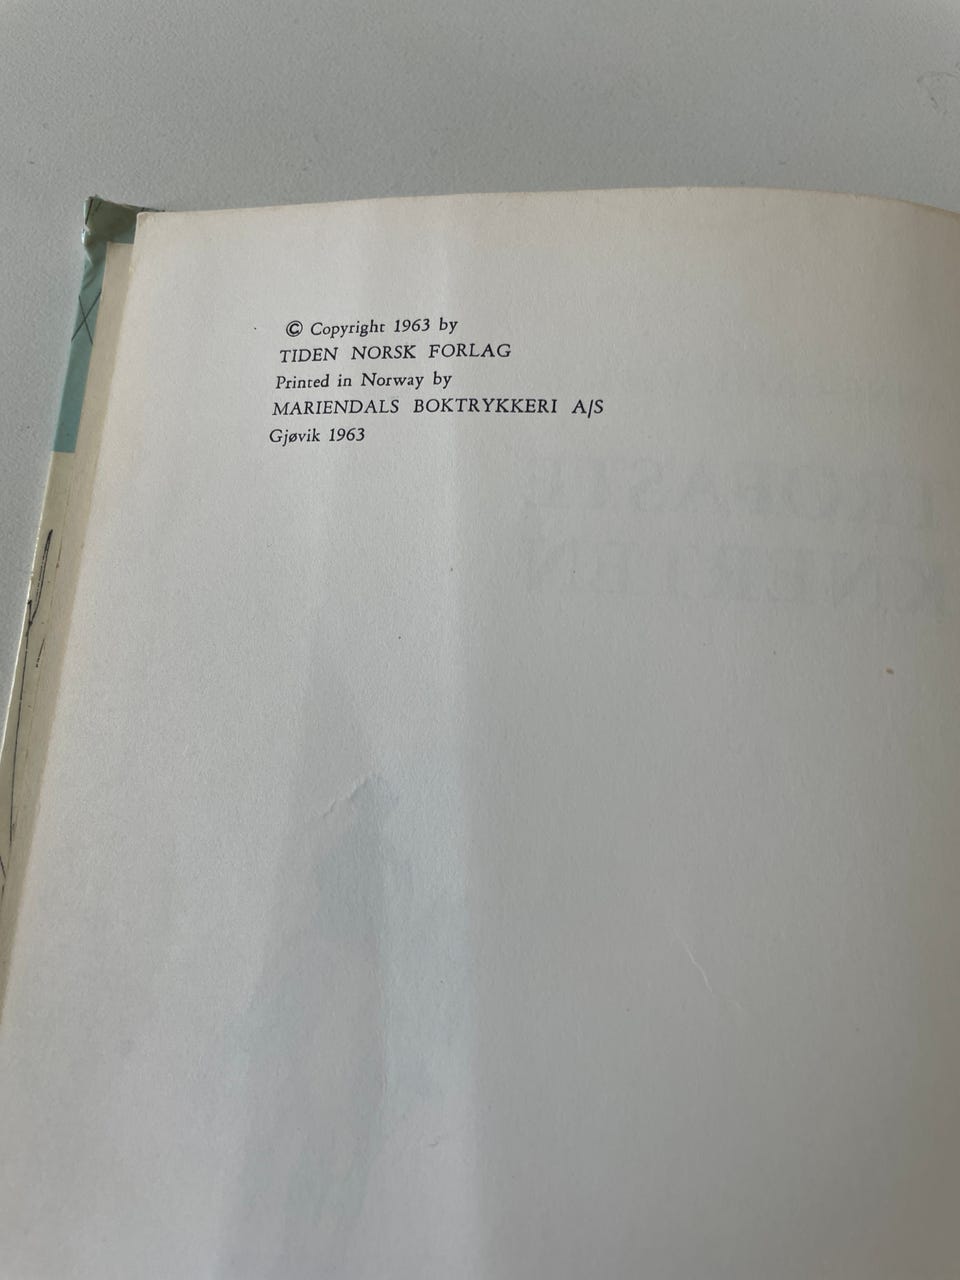 © Copyright 1963 by
TIDEN NORSK FORLAG
Printed in Norway by
MARIENDALS BOKTRYKKERI A/S
Gjøvik 1963